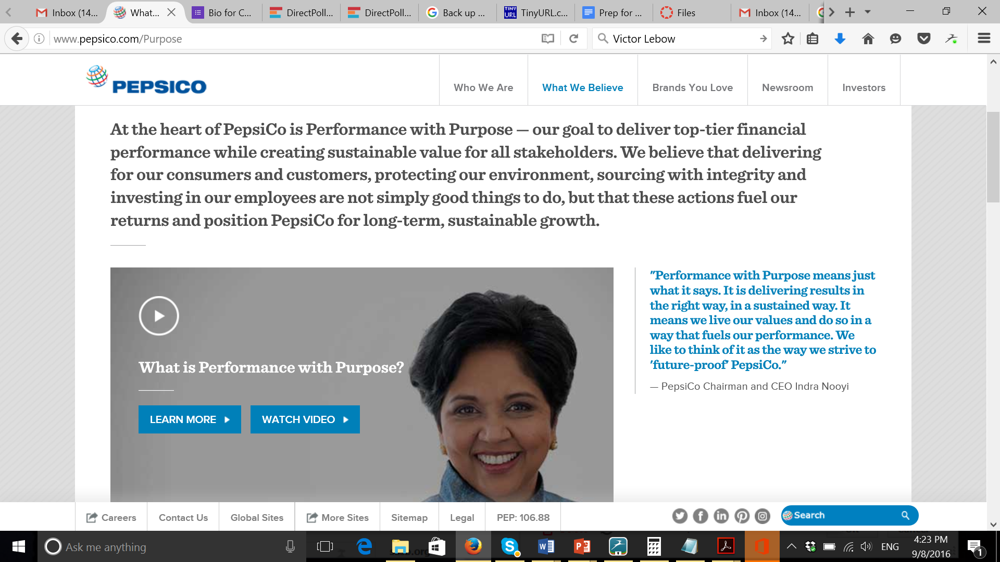 Inbox (14...
What...
Bio for C...
DirectPoll...
DirectPoll...
Back up ...
TINY URL
TinyURL.c...
Prep for ...
Files
Inbox (14...
www.pepsico.com/Purpose
Victor Lebow
PEPSICO
Who We Are
What We Believe
Brands You Love
Newsroom
Investors
At the heart of PepsiCo is Performance with Purpose — our goal to deliver top-tier financial
performance while creating sustainable value for all stakeholders. We believe that delivering
for our consumers and customers, protecting our environment, sourcing with integrity and
investing in our employees are not simply good things to do, but that these actions fuel our
returns and position PepsiCo for long-term, sustainable growth.
What is Performance with Purpose?
LEARN MORE
WATCH VIDEO
"Performance with Purpose means just
what it says. It is delivering results in
the right way, in a sustained way. It
means we live our values and do so in a
way that fuels our performance. We
like to think of it as the way we strive to
'future-proof' PepsiCo."
— PepsiCo Chairman and CEO Indra Nooyi
Careers
Contact Us
Global Sites
More Sites
Sitemap
Legal
PEP: 106.88
Search
Ask me anything
ENG
4:23 PM
9/8/2016
1